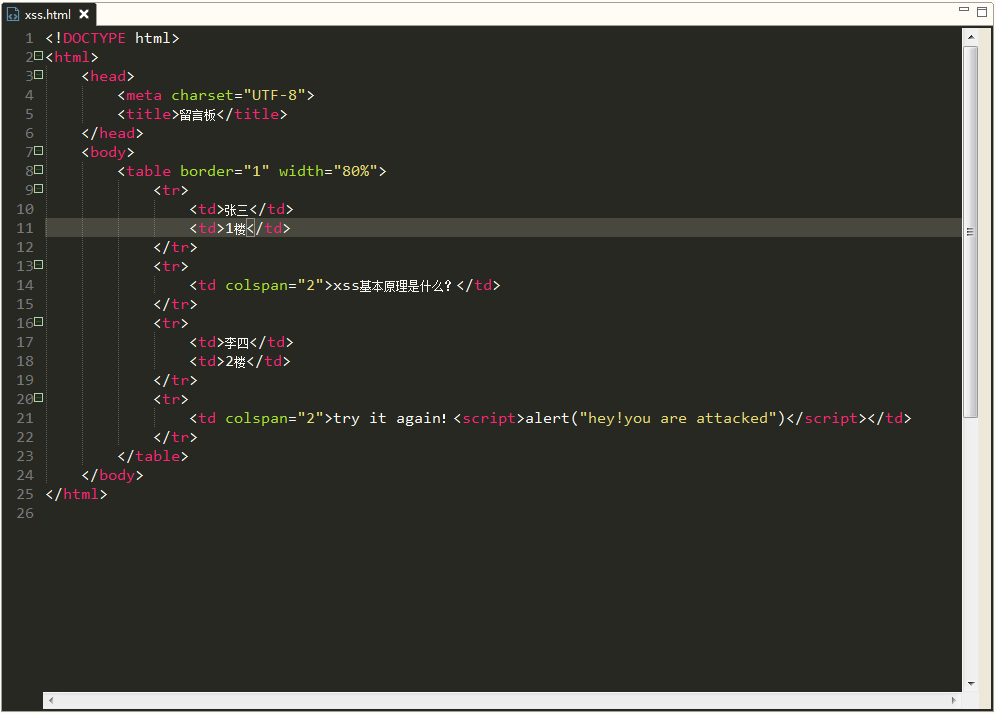 xss.html
1 <!DOCTYPE html>
2 <html>
3 <head>
4 <meta charset="UTF-8">
5 <title>留言板</title>
6 </head>
7 <body>
8 <table border="1" width="80%">
9 <tr>
10 <td>张三</td>
11 <td>1楼</td>
12 </tr>
13 <tr>
14 <td colspan="2">xss基本原理是什么？</td>
15 </tr>
16 <tr>
17 <td>李四</td>
18 <td>2楼</td>
19 </tr>
20 <tr>
21 <td colspan="2">try it again!<script>alert("hey!you are attacked")</script></td>
22 </tr>
23 </table>
24 </body>
25 </html>
26